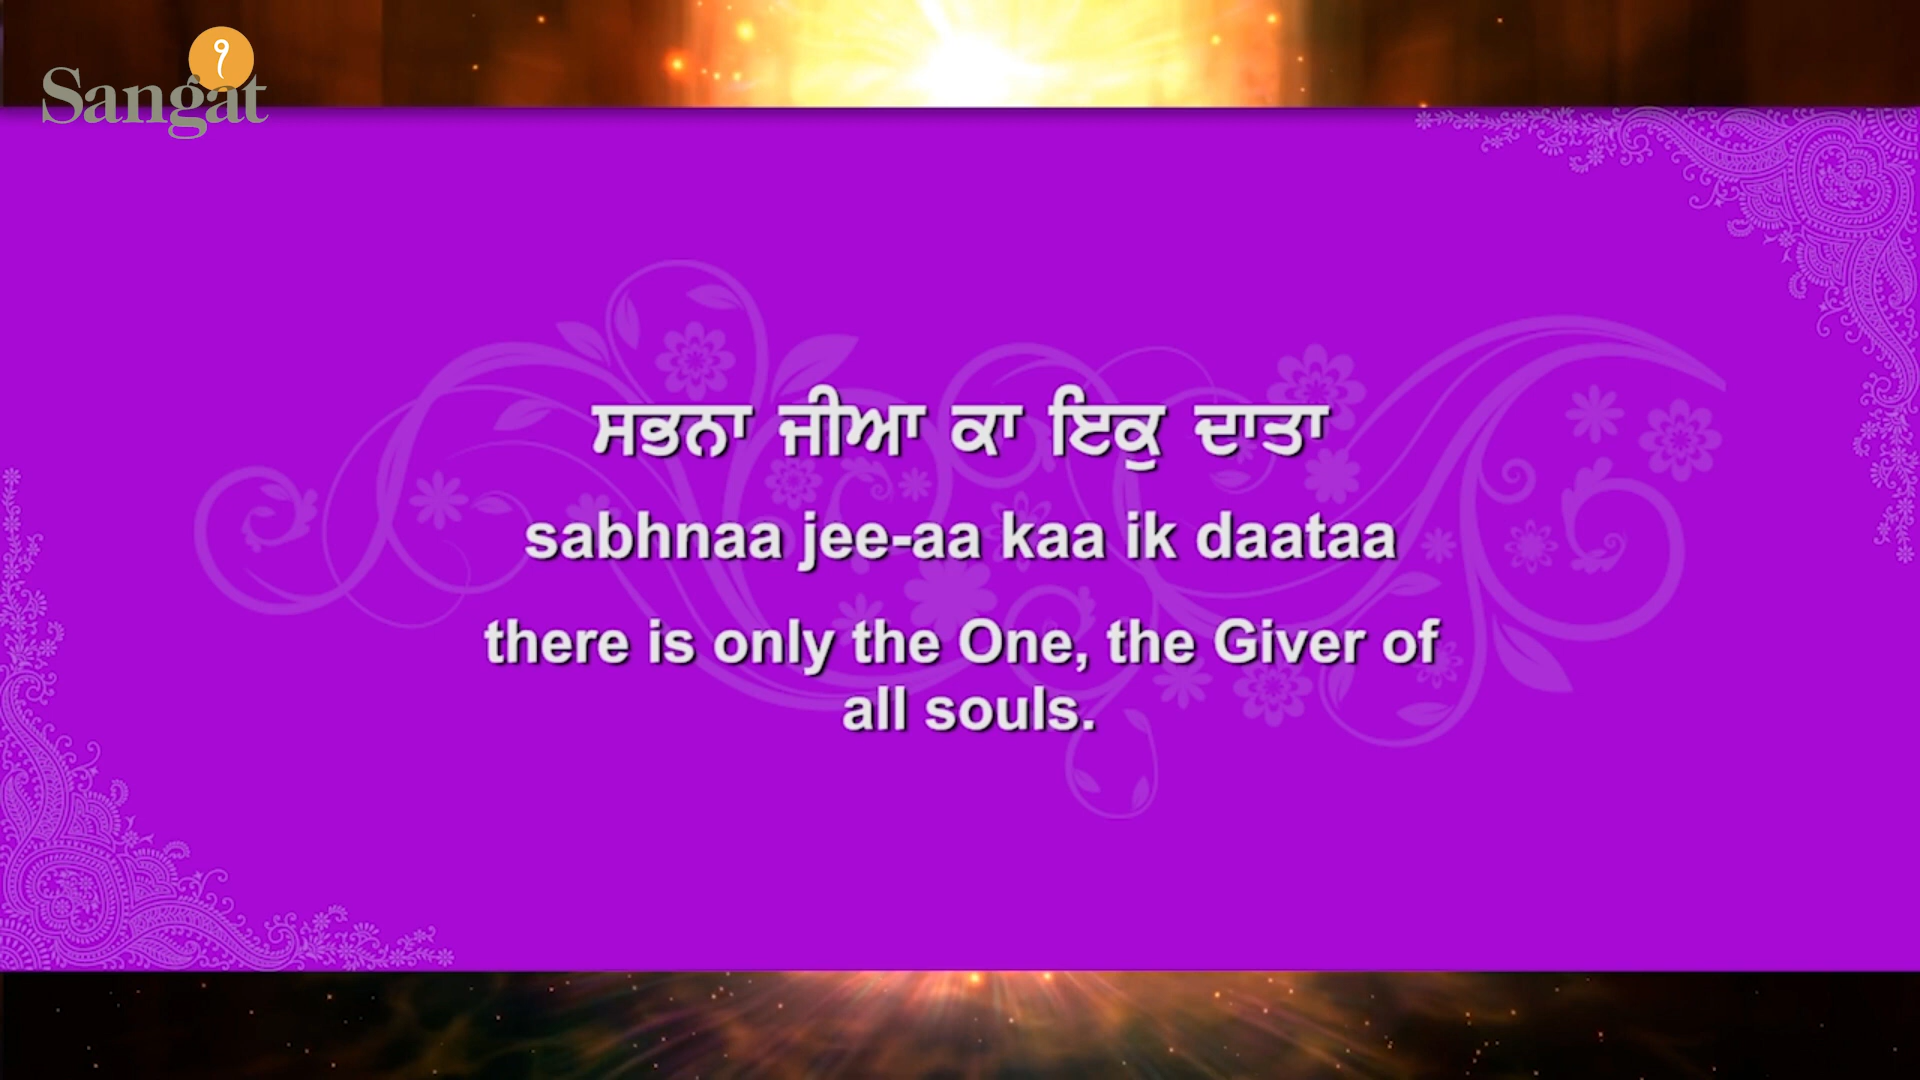 ੧
Sangat
ਸਭਨਾ ਜੀਆ ਕਾ ਇਕੁ ਦਾਤਾ
sabhnaa jee-aa kaa ik daataa
there is only the One, the Giver of
all souls.